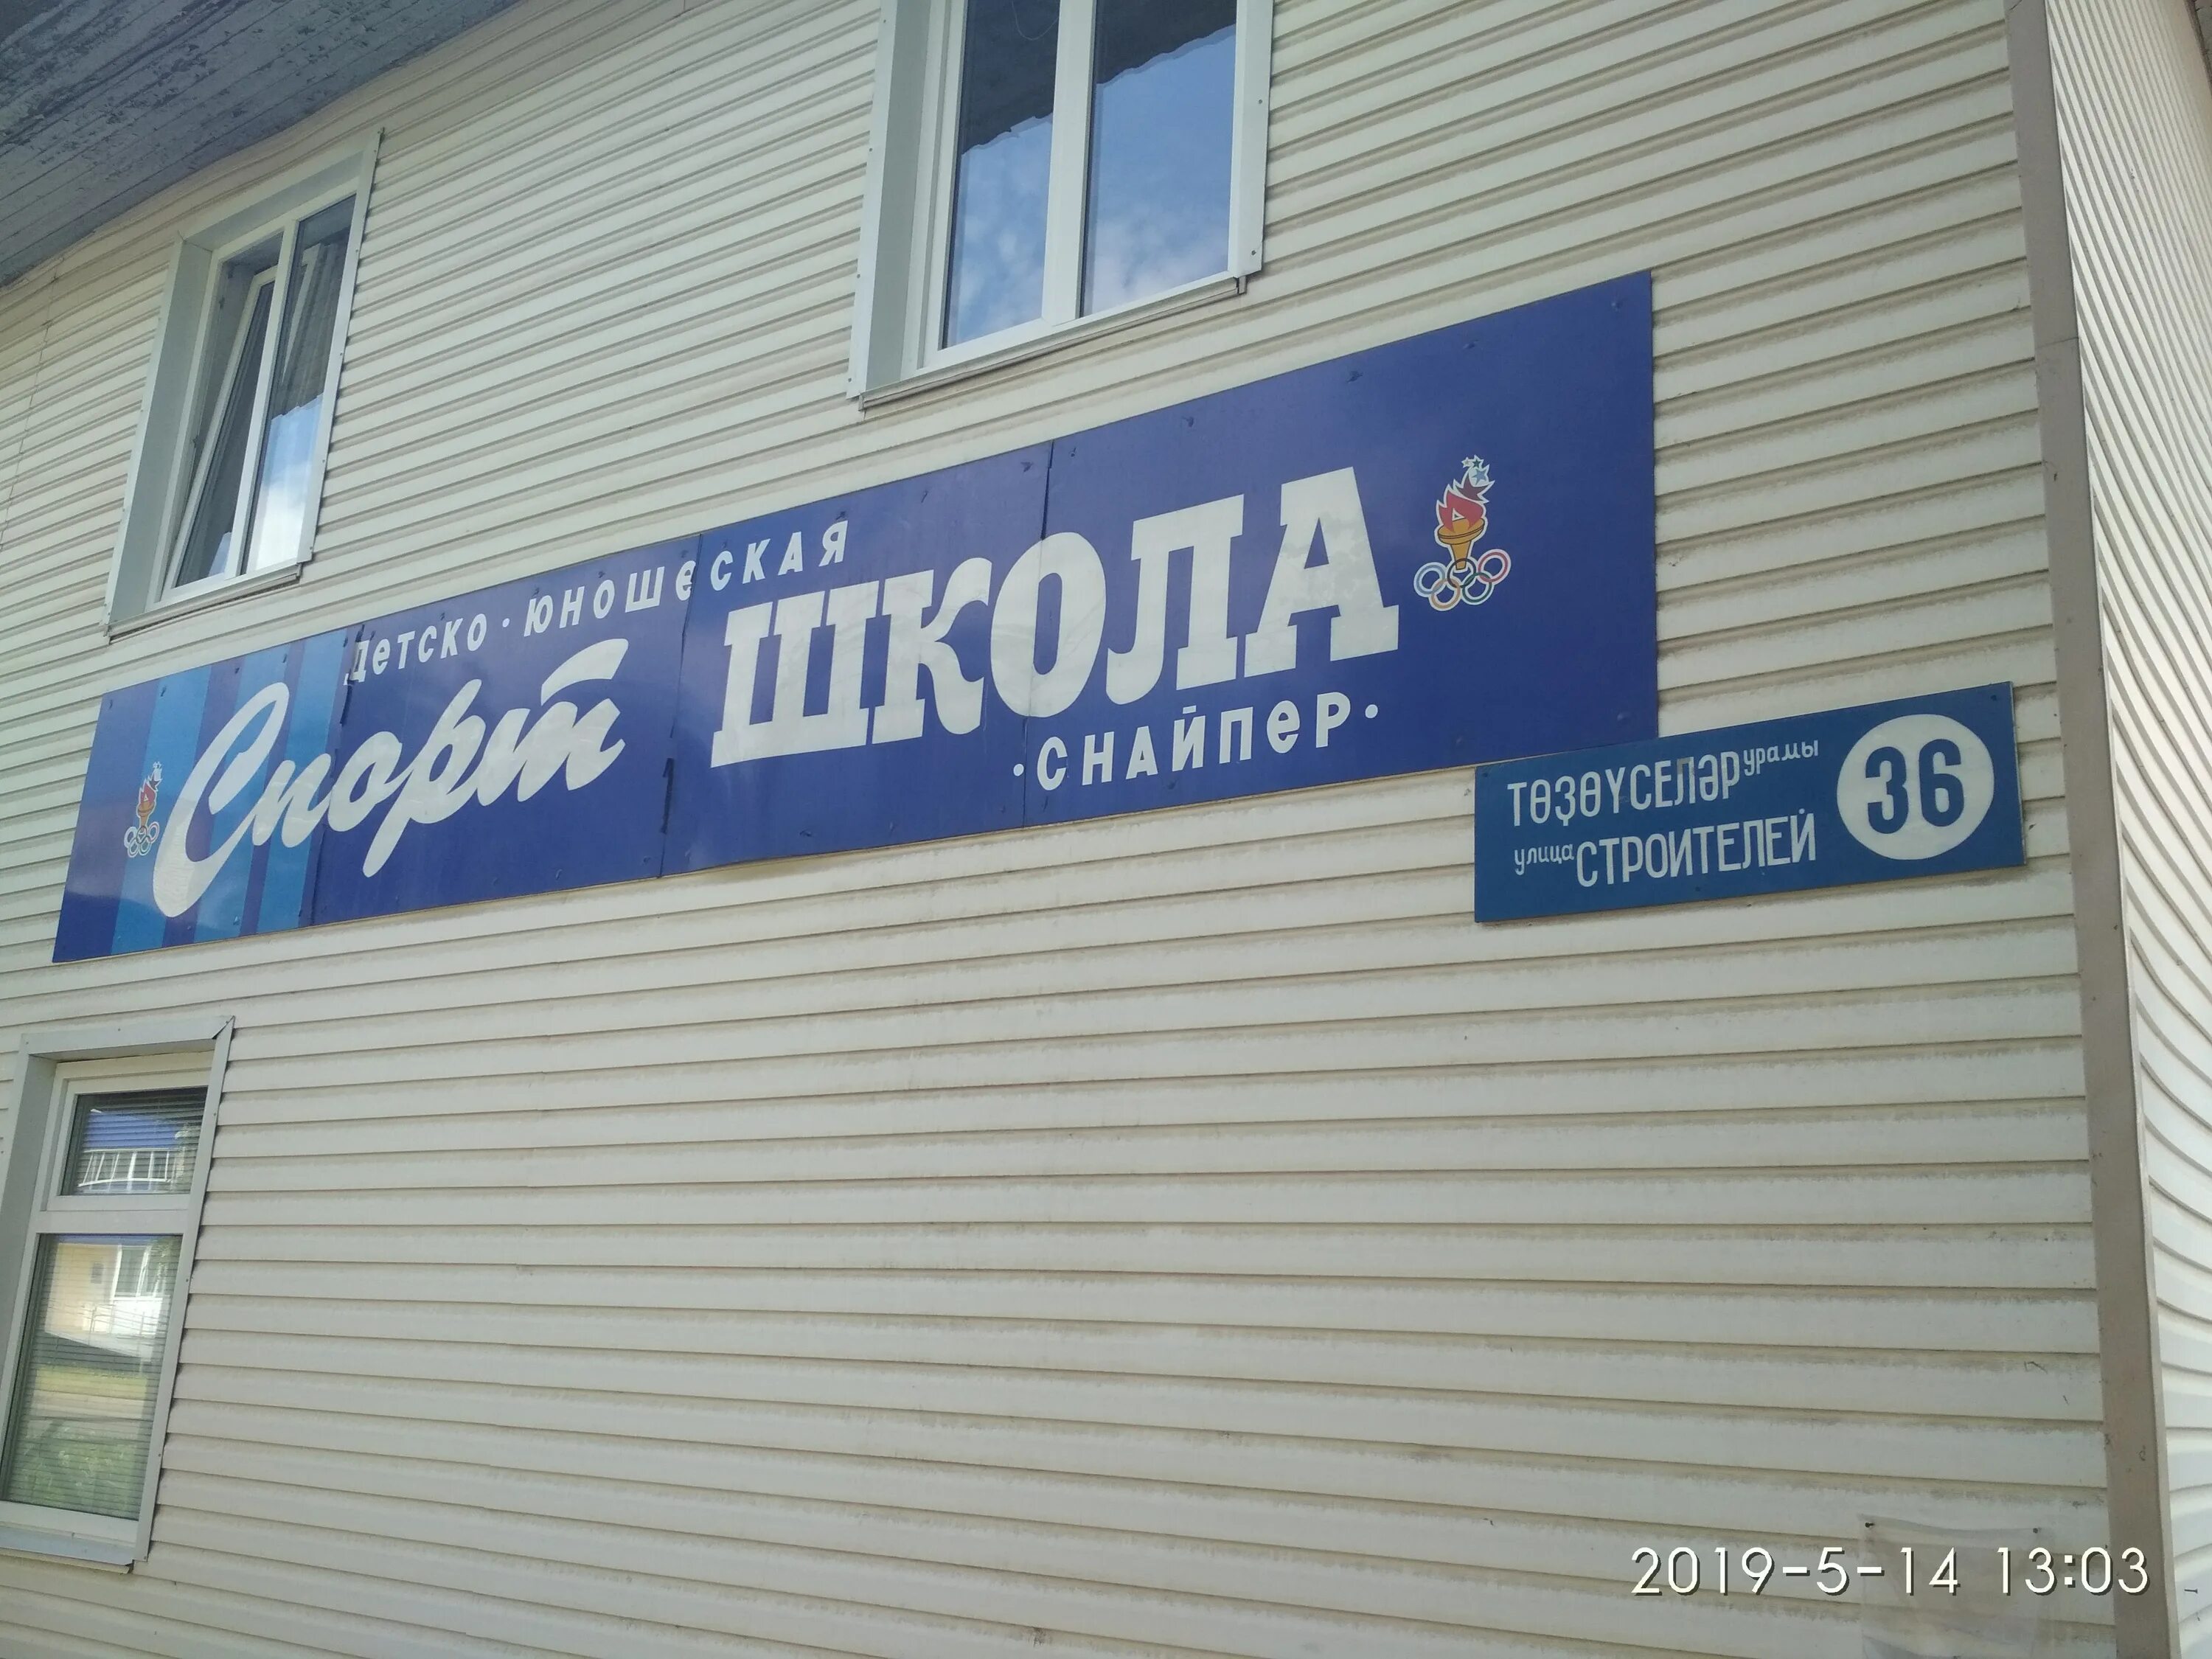 детско·юношеская
Спорт ШКОЛА
·СНАЙПеР·
ТӨҘӨҮСЕЛӘР урамы
улица СТРОИТЕЛЕЙ
36
2019-5-14 13:03